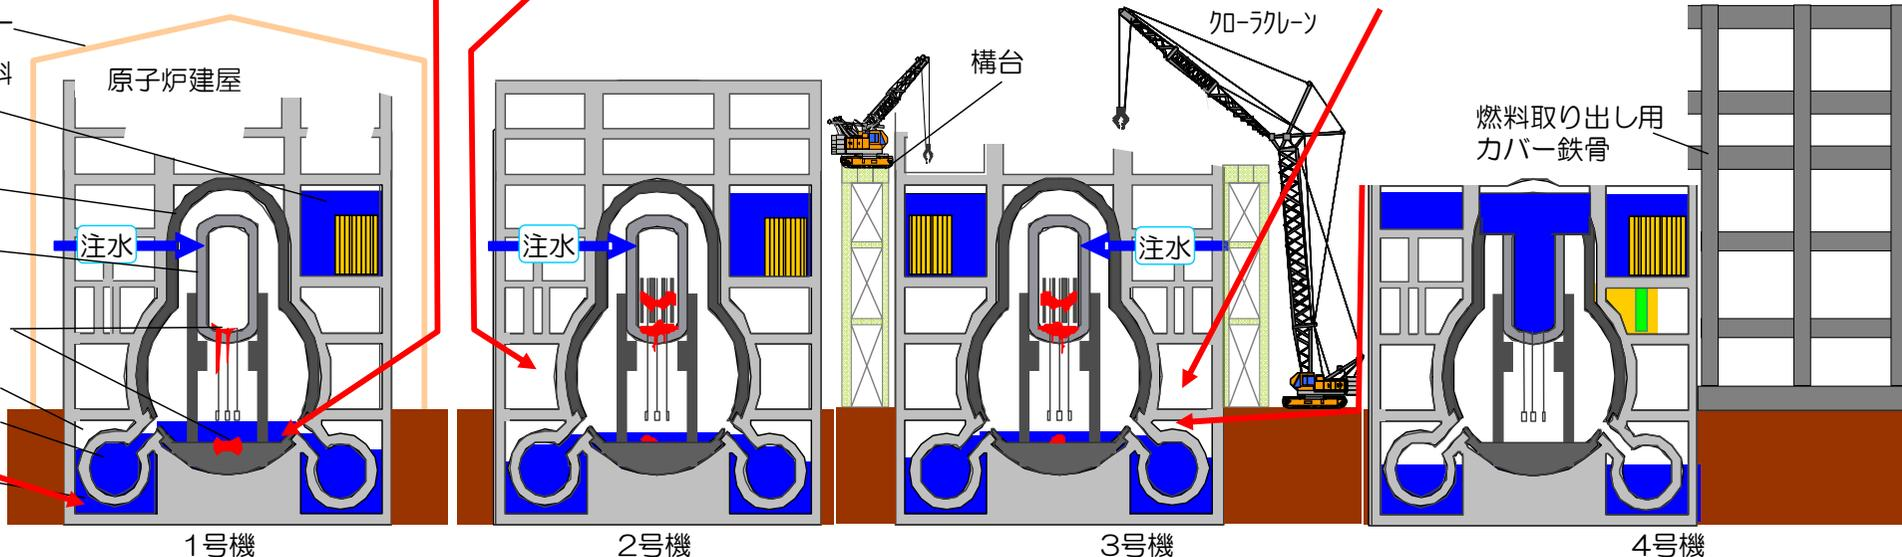 クローラクレーン
構台
原子炉建屋
料
燃料取り出し用
カバー鉄骨
注水
注水
注水
1号機
2号機
3号機
4号機